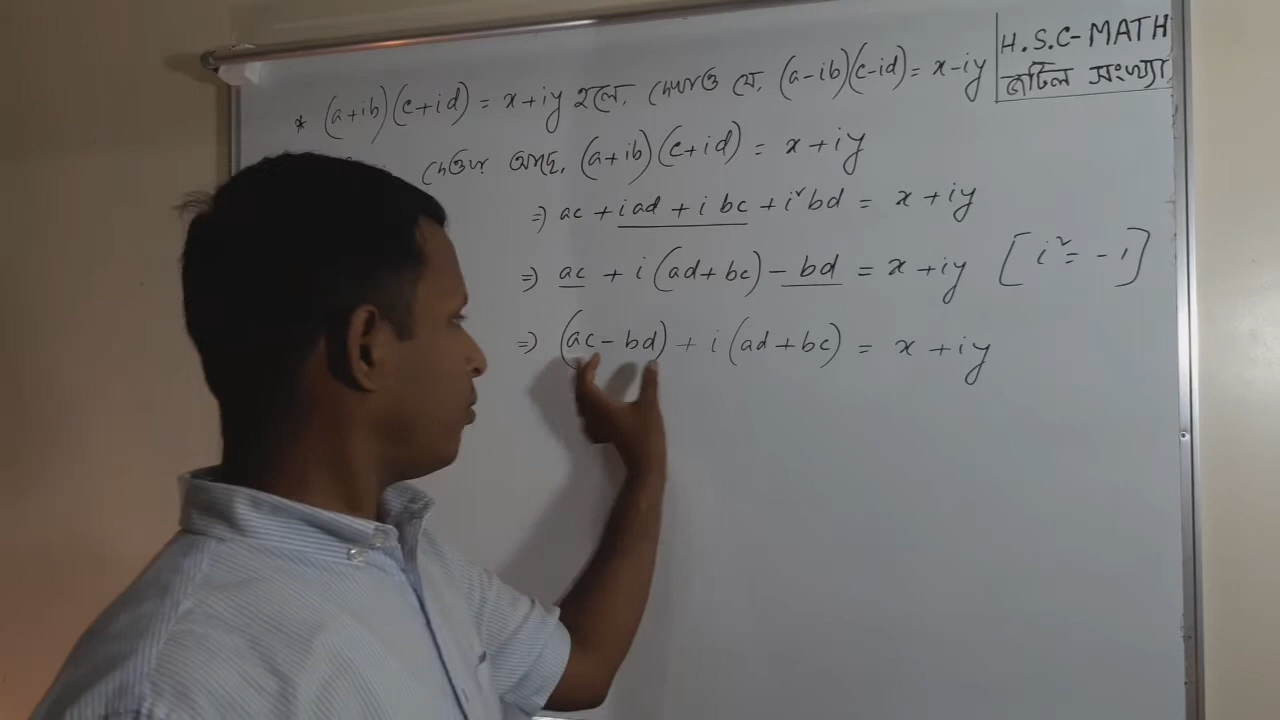 H.S.C-MATH
জটিল সংখ্যা
* (a+ib)(c+id) = x+iy হলে, দেখাও যে, (a-ib)(c-id) = x-iy
দেওয়া আছে, (a+ib)(c+id) = x+iy
⇒) ac + iad + i bc + i²bd = x+iy
⇒) ac + i(ad+bc) - bd = x+iy [i² = -1]
⇒) (ac-bd) + i(ad+bc) = x+iy